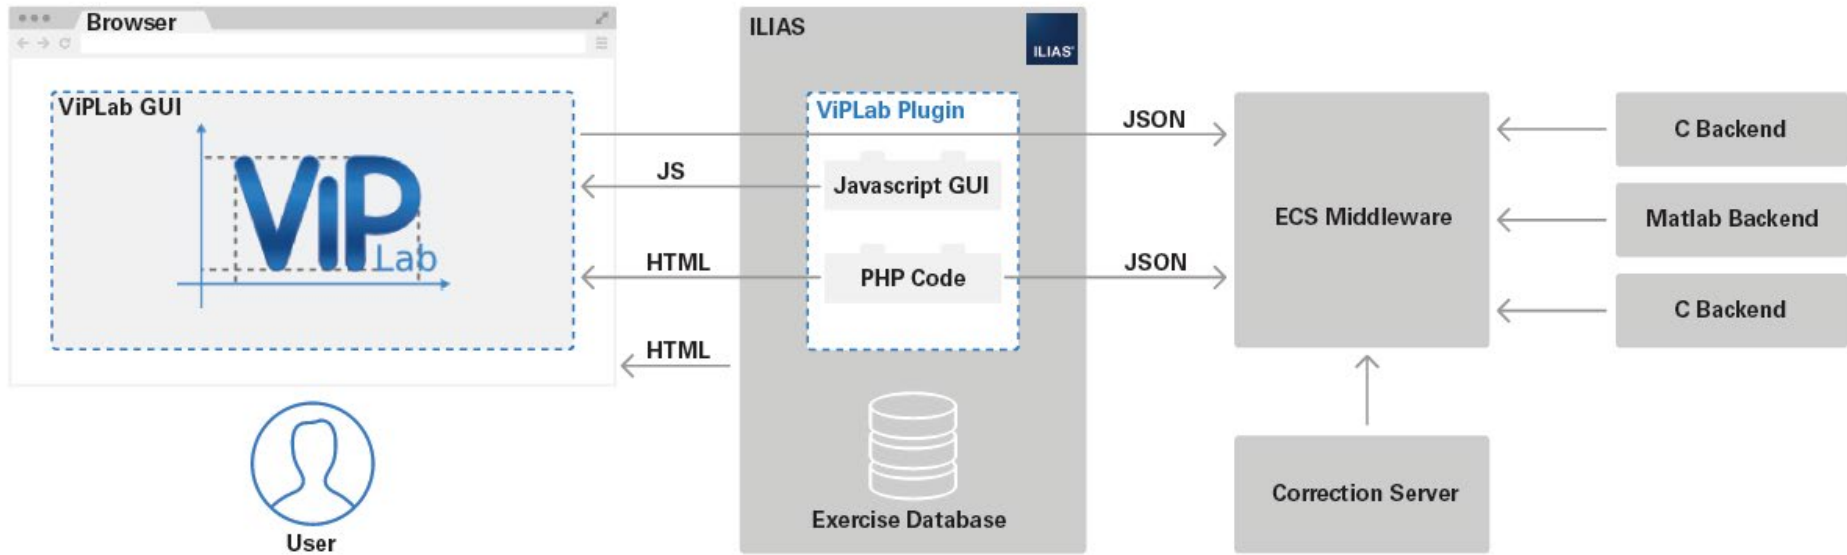 Browser
ViPLab GUI
ViP
Lab
HTML
JS
HTML
User
ILIAS
ILIAS
ViPLab Plugin
Javascript GUI
PHP Code
Exercise Database
JSON
JSON
ECS Middleware
Correction Server
C Backend
Matlab Backend
C Backend